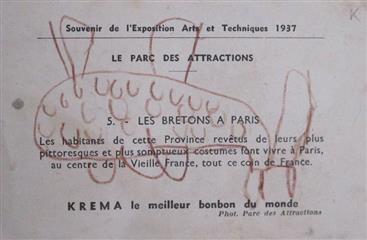 K
Souvenir de l'Exposition Arts et Techniques 1937
LE PARC DES ATTRACTIONS
5. - LES BRETONS A PARIS
Les habitants de cette Province revêtus de leurs plus
pittoresques et plus somptueux costumes font vivre à Paris,
au centre de la Vieille France, tout ce coin de France.
KREMA le meilleur bonbon du monde
Phot. Parc des Attractions